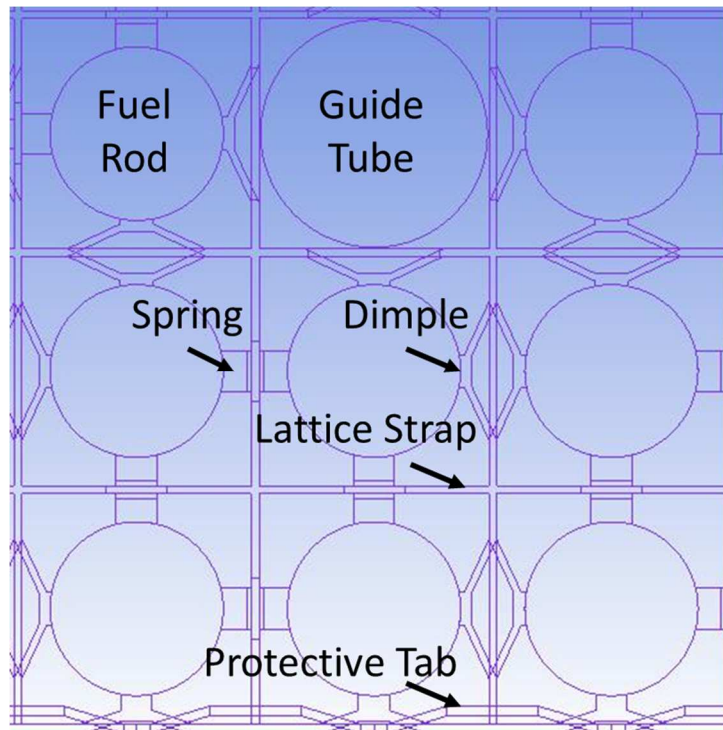 Fuel
Rod
Guide
Tube
Spring
Dimple
Lattice Strap
Protective Tab